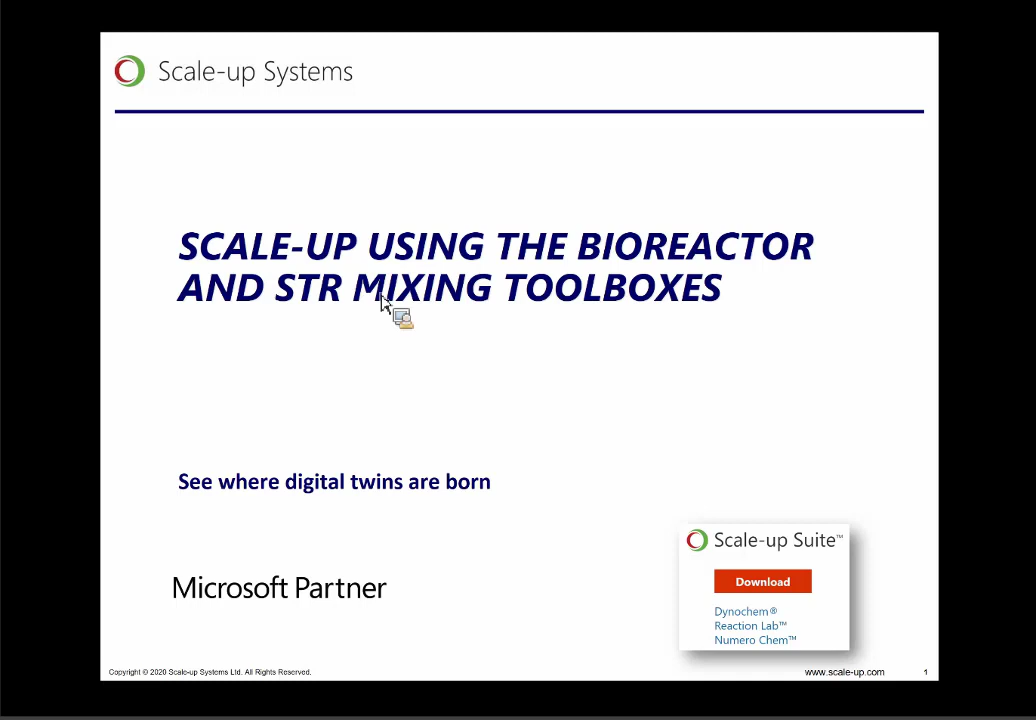 Scale-up Systems
SCALE-UP USING THE BIOREACTOR
AND STR MIXING TOOLBOXES
See where digital twins are born
Scale-up Suite™
Download
Dynochem®
Reaction Lab™
Numero Chem™
Microsoft Partner
Copyright © 2020 Scale-up Systems Ltd. All Rights Reserved.
www.scale-up.com
1